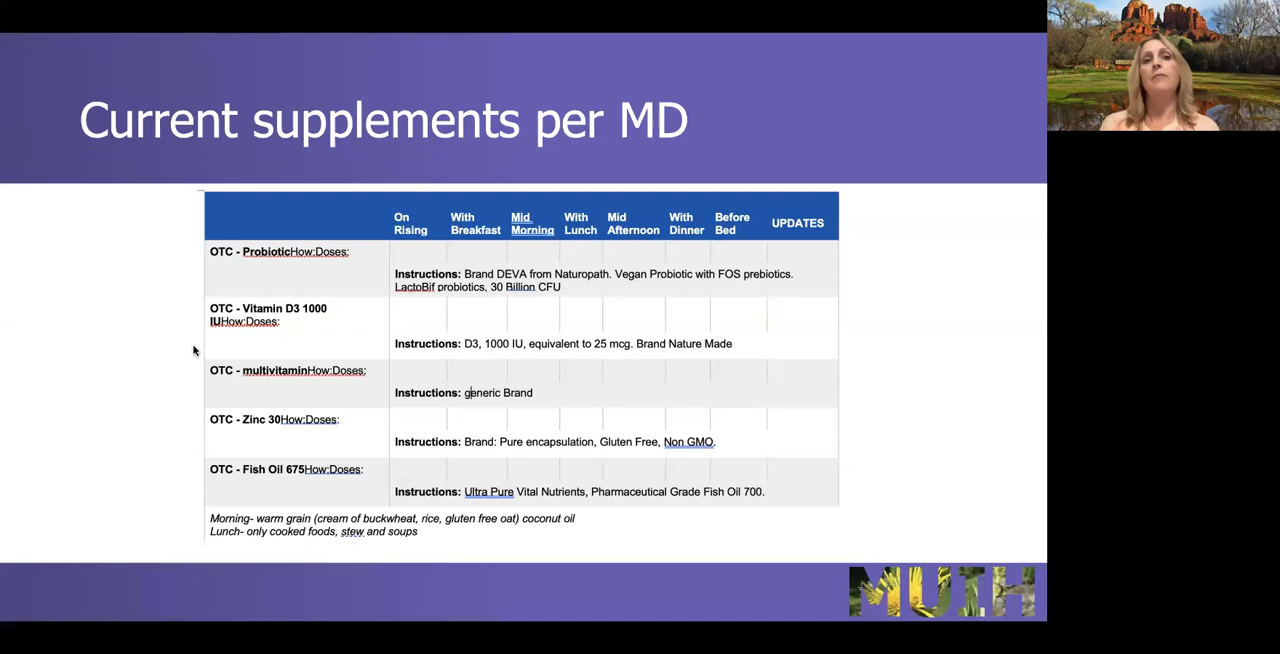 Current supplements per MD
On Rising
With Breakfast
Mid Morning
With Lunch
Mid Afternoon
With Dinner
Before Bed
UPDATES
OTC - ProbioticHow:Doses:
Instructions: Brand DEVA from Naturopath. Vegan Probiotic with FOS prebiotics.
LactoBif probiotics, 30 Billion CFU
OTC - Vitamin D3 1000
IUHow:Doses:
Instructions: D3, 1000 IU, equivalent to 25 mcg. Brand Nature Made
OTC - multivitaminHow:Doses:
Instructions: generic Brand
OTC - Zinc 30How:Doses:
Instructions: Brand: Pure encapsulation, Gluten Free, Non GMO.
OTC - Fish Oil 675How:Doses:
Instructions: Ultra Pure Vital Nutrients, Pharmaceutical Grade Fish Oil 700.
Morning- warm grain (cream of buckwheat, rice, gluten free oat) coconut oil
Lunch- only cooked foods, stew and soups
MUIH